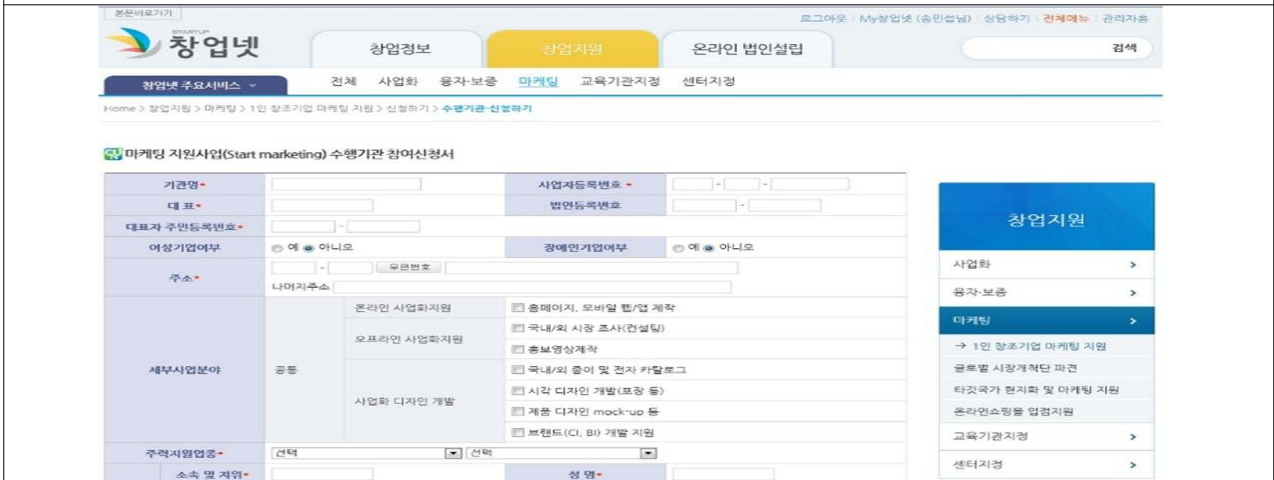 본문바로가기
로그아웃 | My창업넷 (송민섭님) | 상담하기 | 전체메뉴 | 관리자홈
STARTUP
창업넷
창업정보
창업지원
온라인 법인설립
검색
창업넷 주요서비스
전체 사업화 융자·보증 마케팅 교육기관지정 센터지정
Home > 창업지원 > 마케팅 > 1인 창조기업 마케팅 지원 > 신청하기 > 수행기관-신청하기
마케팅 지원사업(Start marketing) 수행기관 참여신청서
기관명* 사업자등록번호 * - -
대 표* 법인등록번호 -
대표자 주민등록번호* -
여성기업여부 예 아니오 장애인기업여부 예 아니오
주소* - 우편번호
나머지주소
세부사업분야 공통
온라인 사업화지원 홈페이지, 모바일 웹/앱 제작
오프라인 사업화지원 국내/외 시장 조사(컨설팅)
홍보영상제작
사업화 디자인 개발 국내/외 종이 및 전자 카탈로그
시각 디자인 개발(포장 등)
제품 디자인 mock-up 등
브랜드(CI, BI) 개발 지원
주력지원업종* 선택 선택
소속 및 지위* 성 명*
창업지원
사업화 >
융자·보증 >
마케팅 >
→ 1인 창조기업 마케팅 지원
글로벌 시장개척단 파견
타깃국가 현지화 및 마케팅 지원
온라인쇼핑몰 입점지원
교육기관지정 >
센터지정 >